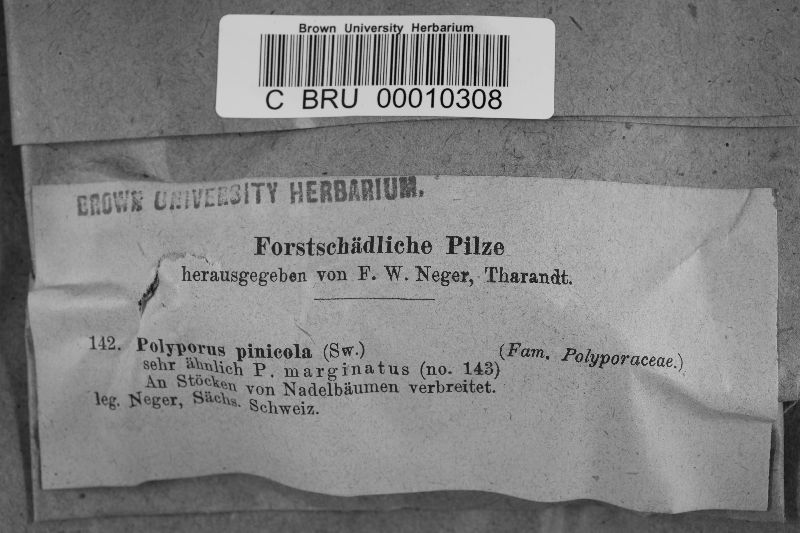 Brown University Herbarium
C BRU 00010308
BROWN UNIVERSITY HERBARIUM.
Forstschädliche Pilze
herausgegeben von F. W. Neger, Tharandt.
142. Polyporus pinicola (Sw.) (Fam. Polyporaceae.)
sehr ähnlich P. marginatus (no. 143)
An Stöcken von Nadelbäumen verbreitet.
leg. Neger, Sächs. Schweiz.